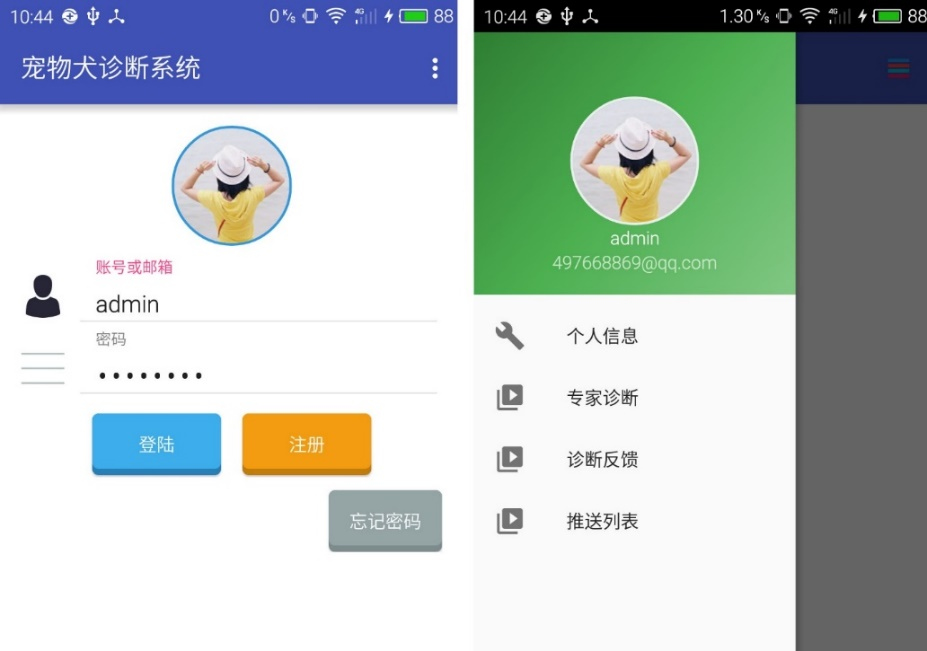 10:44 0 K/s 4G 88
宠物犬诊断系统
账号或邮箱
admin
密码
••••••••
登陆 注册
忘记密码
10:44 1.30 K/s 4G 88
admin
497668869@qq.com
个人信息
专家诊断
诊断反馈
推送列表